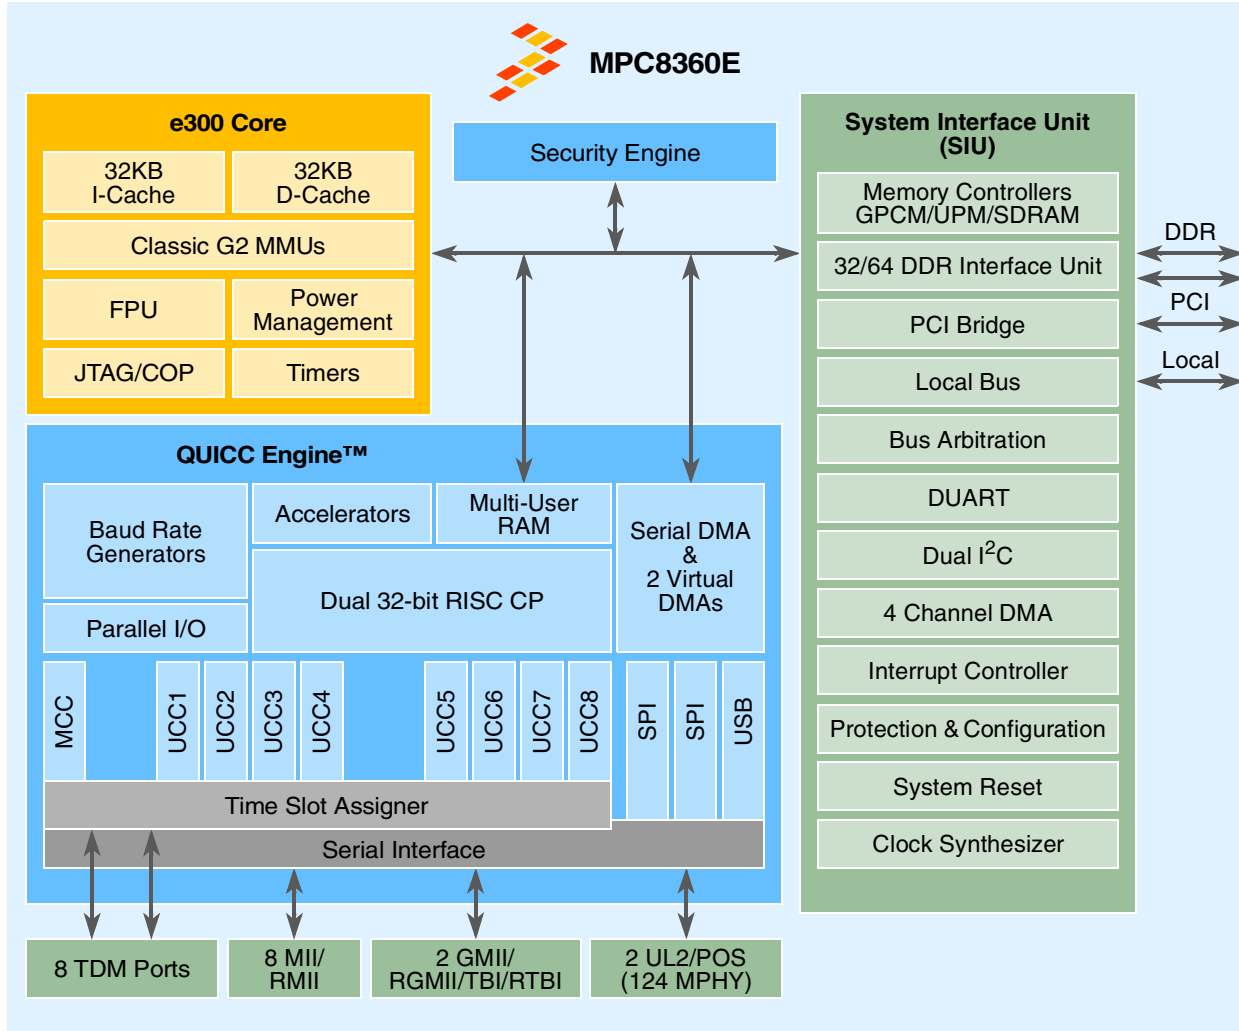 MPC8360E
e300 Core
32KB
I-Cache
32KB
D-Cache
Classic G2 MMUs
FPU
Power
Management
JTAG/COP
Timers
Security Engine
System Interface Unit
(SIU)
Memory Controllers
GPCM/UPM/SDRAM
32/64 DDR Interface Unit
PCI Bridge
Local Bus
Bus Arbitration
DUART
Dual I²C
4 Channel DMA
Interrupt Controller
Protection & Configuration
System Reset
Clock Synthesizer
DDR
PCI
Local
QUICC Engine™
Baud Rate
Generators
Accelerators
Multi-User
RAM
Serial DMA
&
2 Virtual
DMAs
Parallel I/O
Dual 32-bit RISC CP
MCC
UCC1
UCC2
UCC3
UCC4
UCC5
UCC6
UCC7
UCC8
SPI
SPI
USB
Time Slot Assigner
Serial Interface
8 TDM Ports
8 MII/
RMII
2 GMII/
RGMII/TBI/RTBI
2 UL2/POS
(124 MPHY)